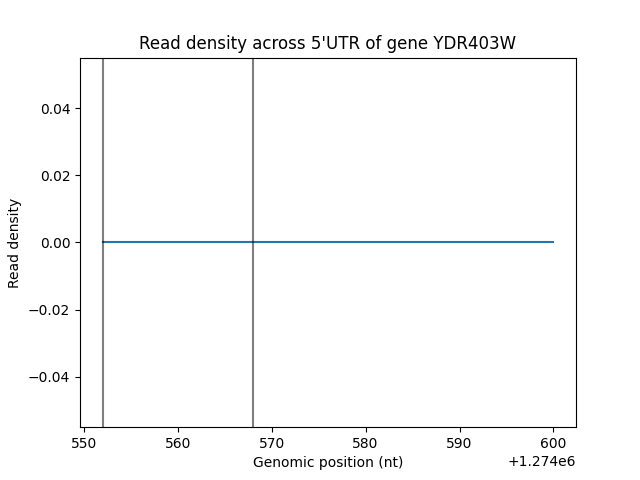 Read density across 5'UTR of gene YDR403W
Read density
0.04
0.02
0.00
−0.02
−0.04
550 560 570 580 590 600
+1.274e6
Genomic position (nt)